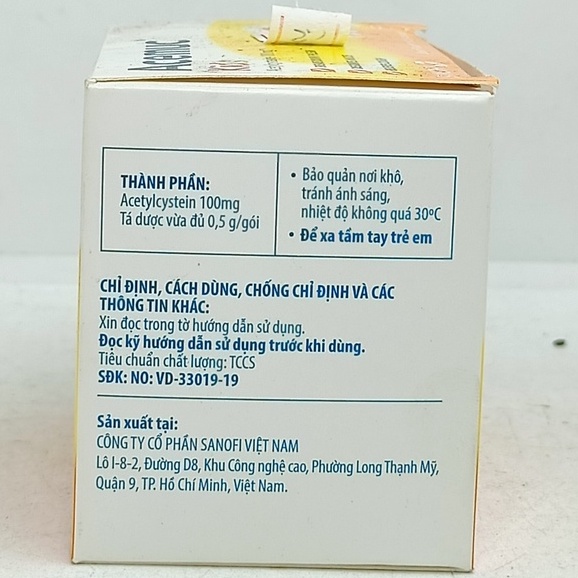 Acemuc
Kids
THÀNH PHẦN:
Acetylcystein 100mg
Tá dược vừa đủ 0,5 g/gói
• Bảo quản nơi khô,
tránh ánh sáng,
nhiệt độ không quá 30ºC
• Để xa tầm tay trẻ em
CHỈ ĐỊNH, CÁCH DÙNG, CHỐNG CHỈ ĐỊNH VÀ CÁC
THÔNG TIN KHÁC:
Xin đọc trong tờ hướng dẫn sử dụng.
Đọc kỹ hướng dẫn sử dụng trước khi dùng.
Tiêu chuẩn chất lượng: TCCS
SĐK: NO: VD-33019-19
Sản xuất tại:
CÔNG TY CỔ PHẦN SANOFI VIỆT NAM
Lô I-8-2, Đường D8, Khu Công nghệ cao, Phường Long Thạnh Mỹ,
Quận 9, TP. Hồ Chí Minh, Việt Nam.